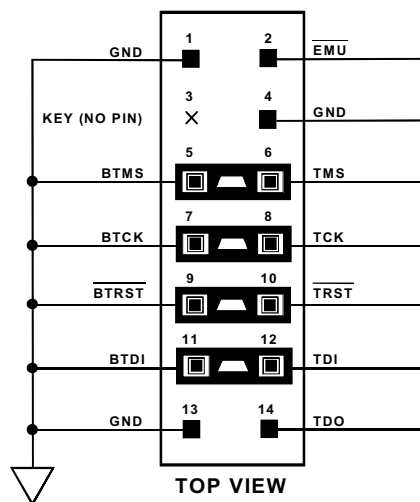 1 2
GND EMU
3 4
KEY (NO PIN) GND
5 6
BTMS TMS
7 8
BTCK TCK
9 10
BTRST TRST
11 12
BTDI TDI
13 14
GND TDO
TOP VIEW